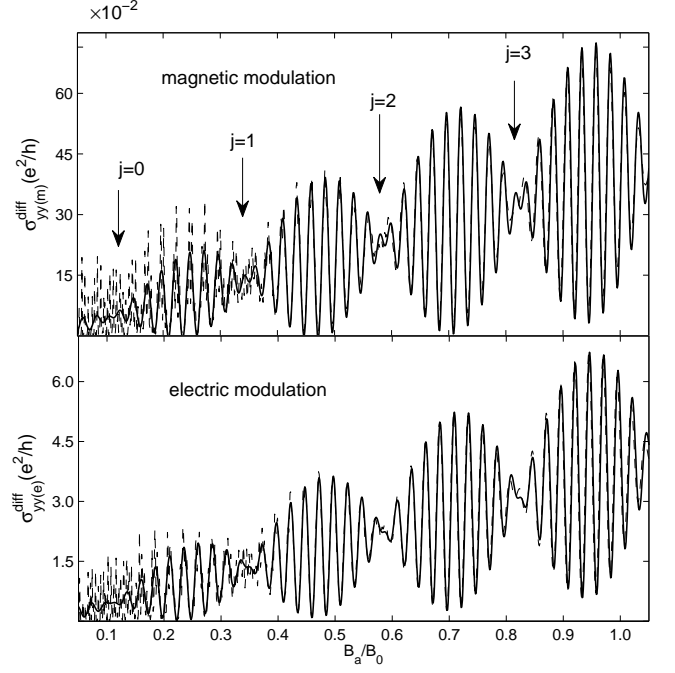 ×10⁻²
magnetic modulation
j=0
j=1
j=2
j=3
60
45
30
15
σ^diff_yy(m)(e²/h)
electric modulation
6.0
4.5
3.0
1.5
σ^diff_yy(e)(e²/h)
0.1 0.2 0.3 0.4 0.5 0.6 0.7 0.8 0.9 1.0
B_a/B_0